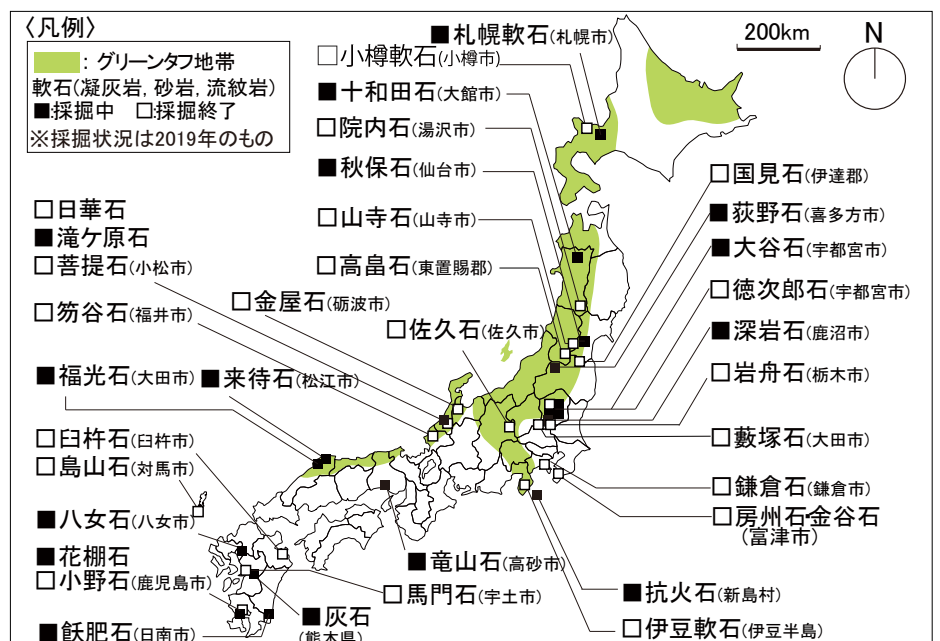 〈凡例〉
：グリーンタフ地帯
軟石(凝灰岩, 砂岩, 流紋岩)
■:採掘中 □:採掘終了
※採掘状況は2019年のもの
200km
N
■札幌軟石(札幌市)
□小樽軟石(小樽市)
■十和田石(大館市)
□院内石(湯沢市)
■秋保石(仙台市)
□山寺石(山寺市)
□高畠石(東置賜郡)
□日華石
■滝ケ原石
□菩提石(小松市)
□金屋石(砺波市)
□笏谷石(福井市)
□佐久石(佐久市)
■福光石(大田市)
■来待石(松江市)
□臼杵石(臼杵市)
□島山石(対馬市)
■八女石(八女市)
■花棚石
□小野石(鹿児島市)
■飫肥石(日南市)
■灰石
(熊本県)
□馬門石(宇土市)
■竜山石(高砂市)
□国見石(伊達郡)
■荻野石(喜多方市)
■大谷石(宇都宮市)
□徳次郎石(宇都宮市)
■深岩石(鹿沼市)
□岩舟石(栃木市)
□藪塚石(太田市)
□鎌倉石(鎌倉市)
□房州石・金谷石
(富津市)
■抗火石(新島村)
□伊豆軟石(伊豆半島)